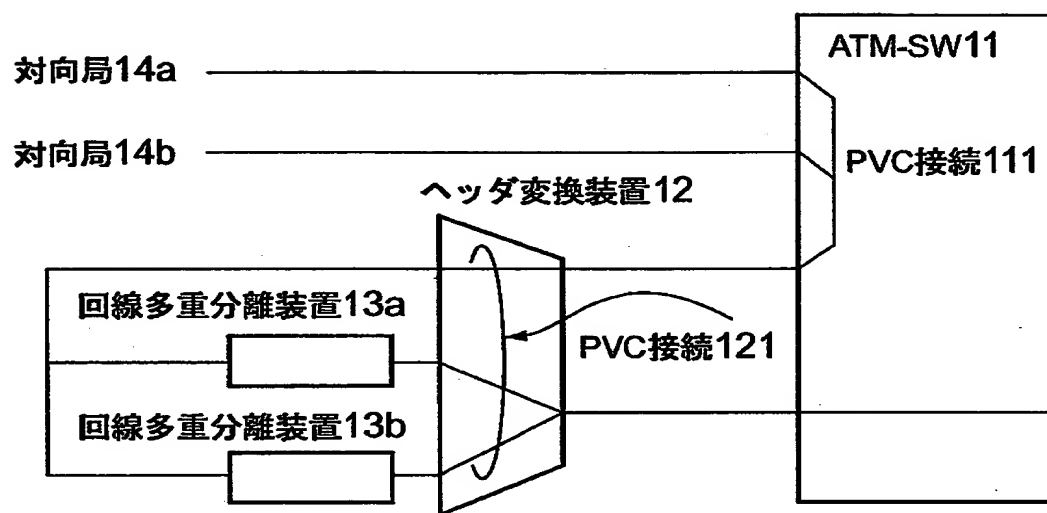 ATM-SW11
対向局14a
対向局14b
PVC接続111
ヘッダ変換装置12
回線多重分離装置13a
PVC接続121
回線多重分離装置13b